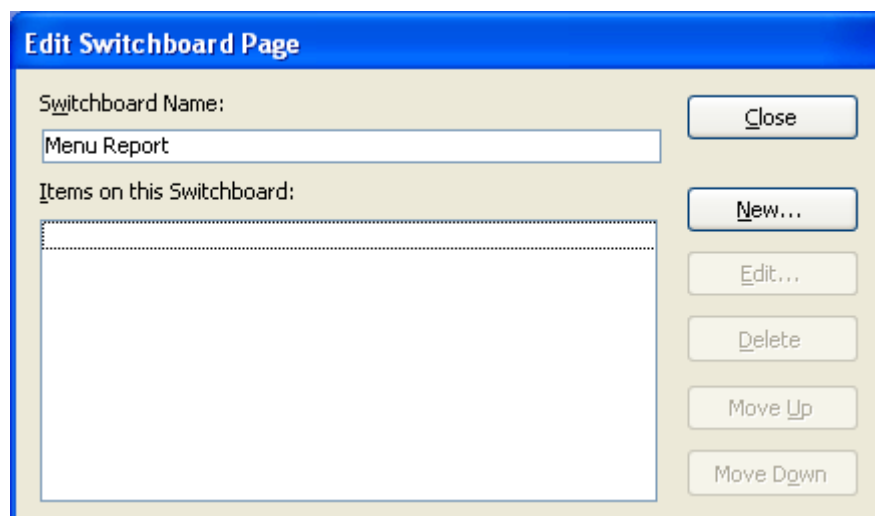 Edit Switchboard Page
Switchboard Name:
Close
Menu Report
Items on this Switchboard:
New...
Edit...
Delete
Move Up
Move Down